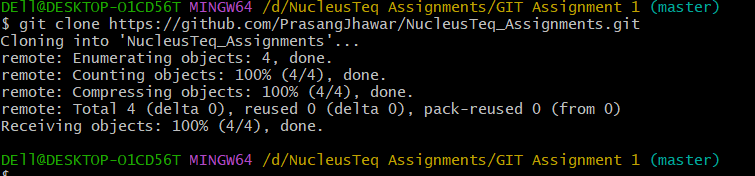 DEll@DESKTOP-O1CD56T MINGW64 /d/NucleusTeq Assignments/GIT Assignment 1 (master)
$ git clone https://github.com/PrasangJhawar/NucleusTeq_Assignments.git
Cloning into 'NucleusTeq_Assignments'...
remote: Enumerating objects: 4, done.
remote: Counting objects: 100% (4/4), done.
remote: Compressing objects: 100% (4/4), done.
remote: Total 4 (delta 0), reused 0 (delta 0), pack-reused 0 (from 0)
Receiving objects: 100% (4/4), done.
DEll@DESKTOP-O1CD56T MINGW64 /d/NucleusTeq Assignments/GIT Assignment 1 (master)
$